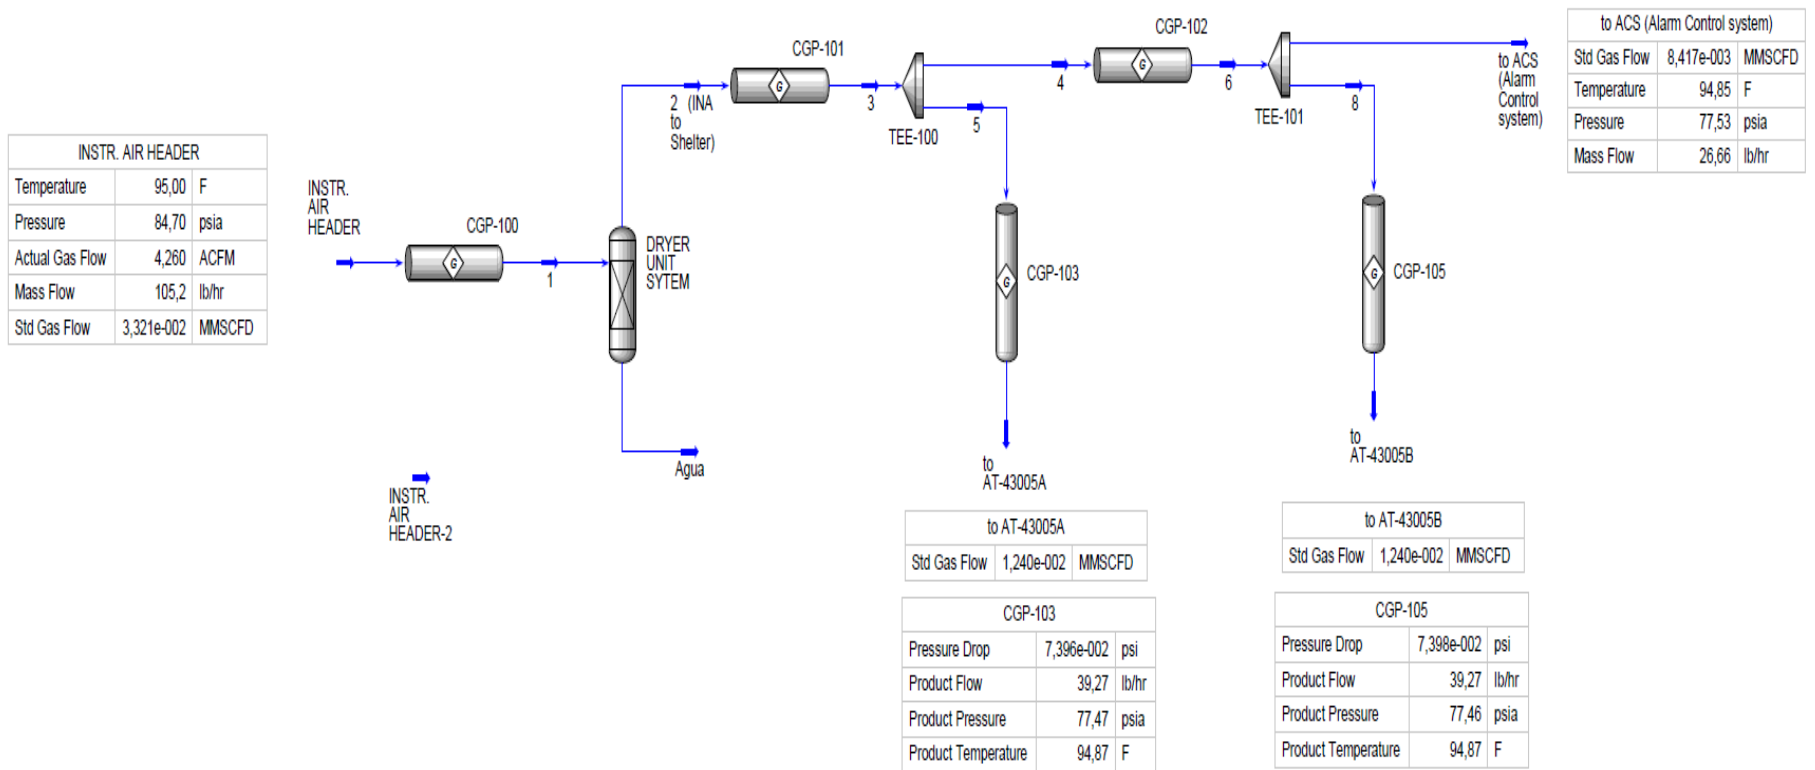 to ACS (Alarm Control system)
Std Gas Flow 8,417e-003 MMSCFD
Temperature 94,85 F
Pressure 77,53 psia
Mass Flow 26,66 lb/hr
CGP-101
G
3
TEE-100
4
5
CGP-102
G
6
TEE-101
8
to ACS
(Alarm
Control
system)
2 (INA
to
Shelter)
INSTR. AIR HEADER
Temperature 95,00 F
Pressure 84,70 psia
Actual Gas Flow 4,260 ACFM
Mass Flow 105,2 lb/hr
Std Gas Flow 3,321e-002 MMSCFD
INSTR.
AIR
HEADER
CGP-100
G
1
DRYER
UNIT
SYTEM
G
CGP-103
G
CGP-105
Agua
INSTR.
AIR
HEADER-2
to
AT-43005A
to
AT-43005B
to AT-43005A
Std Gas Flow 1,240e-002 MMSCFD
CGP-103
Pressure Drop 7,396e-002 psi
Product Flow 39,27 lb/hr
Product Pressure 77,47 psia
Product Temperature 94,87 F
to AT-43005B
Std Gas Flow 1,240e-002 MMSCFD
CGP-105
Pressure Drop 7,398e-002 psi
Product Flow 39,27 lb/hr
Product Pressure 77,46 psia
Product Temperature 94,87 F